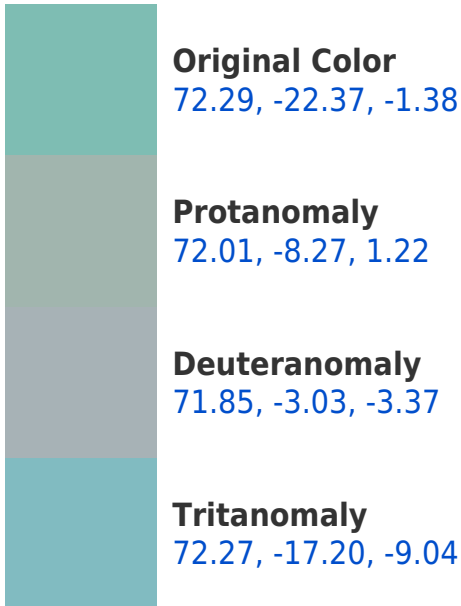 Original Color
72.29, -22.37, -1.38
Protanomaly
72.01, -8.27, 1.22
Deuteranomaly
71.85, -3.03, -3.37
Tritanomaly
72.27, -17.20, -9.04